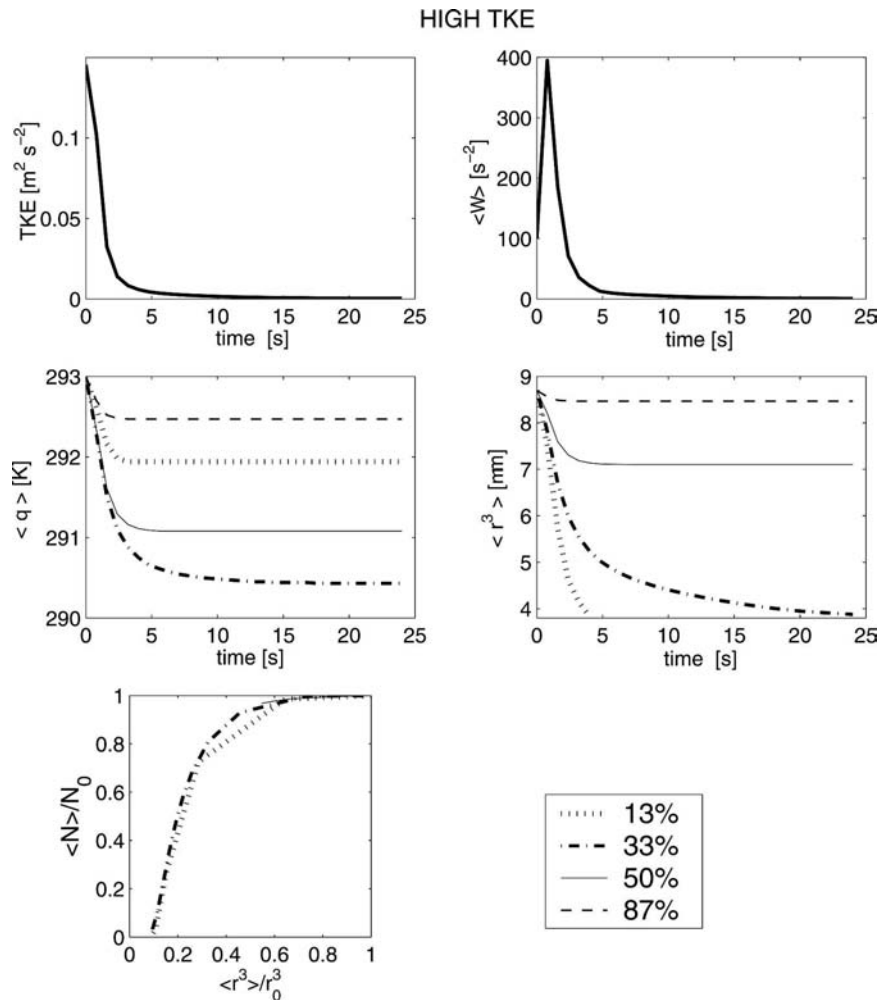 HIGH TKE
TKE [m² s⁻²]
0.1
0.05
0
0 5 10 15 20 25
time [s]
<W> [s⁻²]
400
300
200
100
0
0 5 10 15 20 25
time [s]
< q > [K]
293
292
291
290
0 5 10 15 20 25
time [s]
< r³ > [mm]
9
8
7
6
5
4
0 5 10 15 20 25
time [s]
<N>/N₀
1
0.8
0.6
0.4
0.2
0
0 0.2 0.4 0.6 0.8 1
<r³>/r₀³
13%
33%
50%
87%